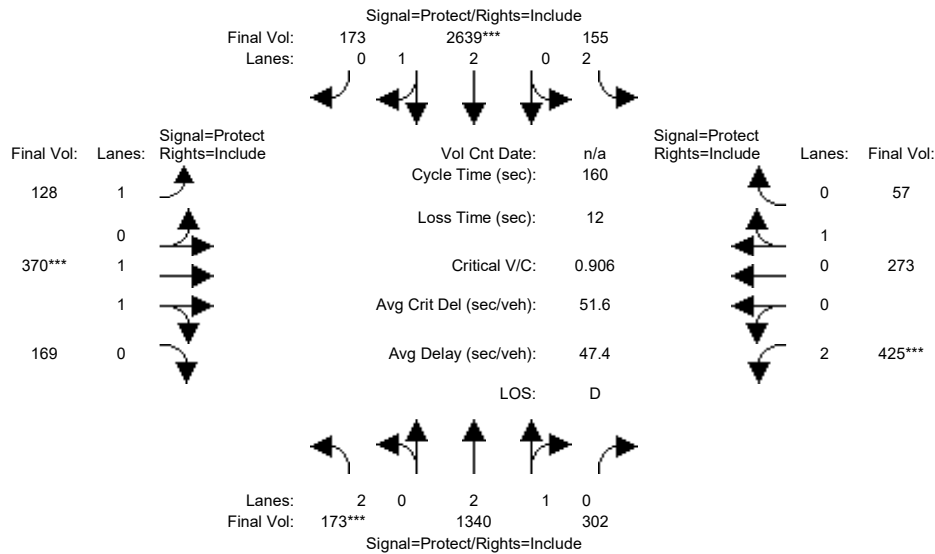 Signal=Protect/Rights=Include
Final Vol: 173 2639*** 155
Lanes: 0 1 2 0 2
Signal=Protect Signal=Protect
Final Vol: Lanes: Rights=Include Vol Cnt Date: n/a Rights=Include Lanes: Final Vol:
Cycle Time (sec): 160
128 1 0 57
Loss Time (sec): 12
0 1
370*** 1 Critical V/C: 0.906 0 273
1 Avg Crit Del (sec/veh): 51.6 0
169 0 Avg Delay (sec/veh): 47.4 2 425***
LOS: D
Lanes: 2 0 2 1 0
Final Vol: 173*** 1340 302
Signal=Protect/Rights=Include